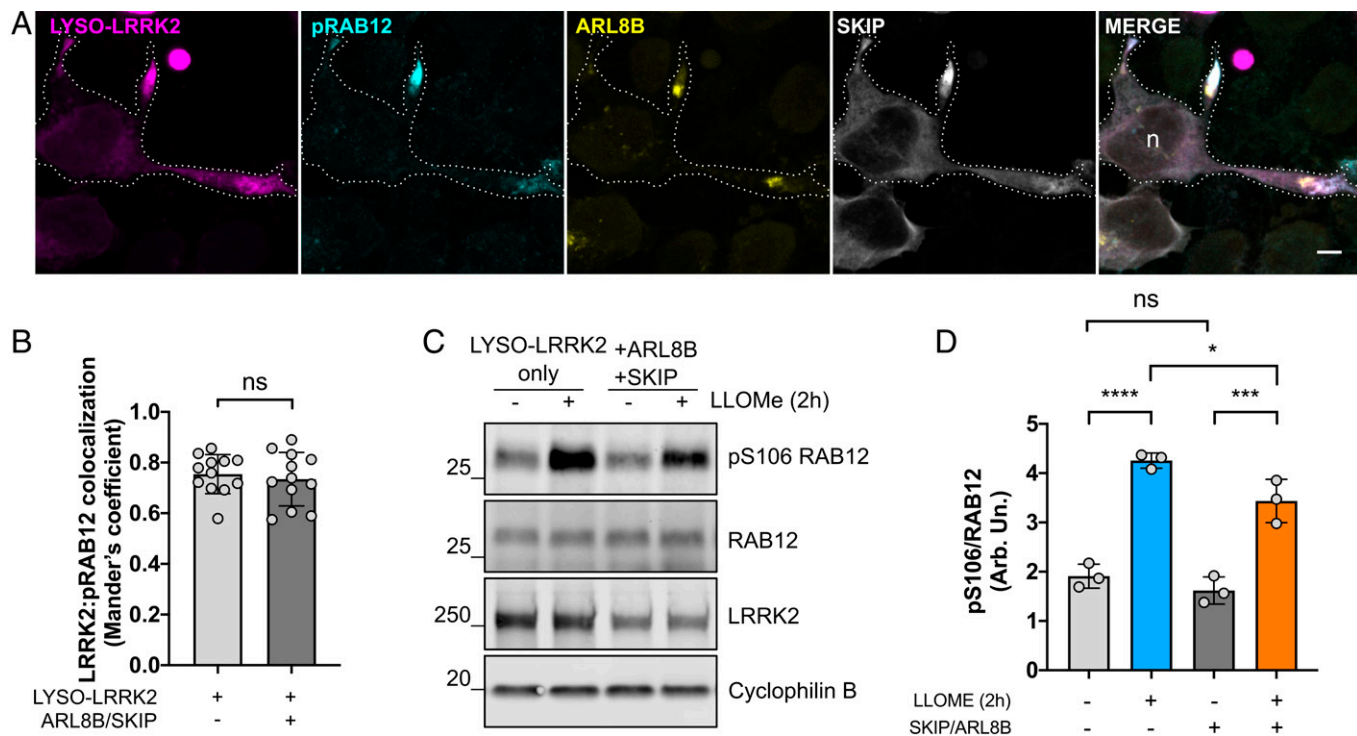 A
LYSO-LRRK2
pRAB12
ARL8B
SKIP
MERGE
n
B
LRRK2:pRAB12 colocalization
(Mander's coefficient)
ns
1.0
0.8
0.6
0.4
0.2
0.0
LYSO-LRRK2 + +
ARL8B/SKIP - +
C
LYSO-LRRK2 +ARL8B
only +SKIP
- + - + LLOMe (2h)
25 pS106 RAB12
25 RAB12
250 LRRK2
20 Cyclophilin B
D
ns
*
**** ***
pS106/RAB12
(Arb. Un.)
5
4
3
2
1
0
LLOME (2h) - + - +
SKIP/ARL8B - - + +